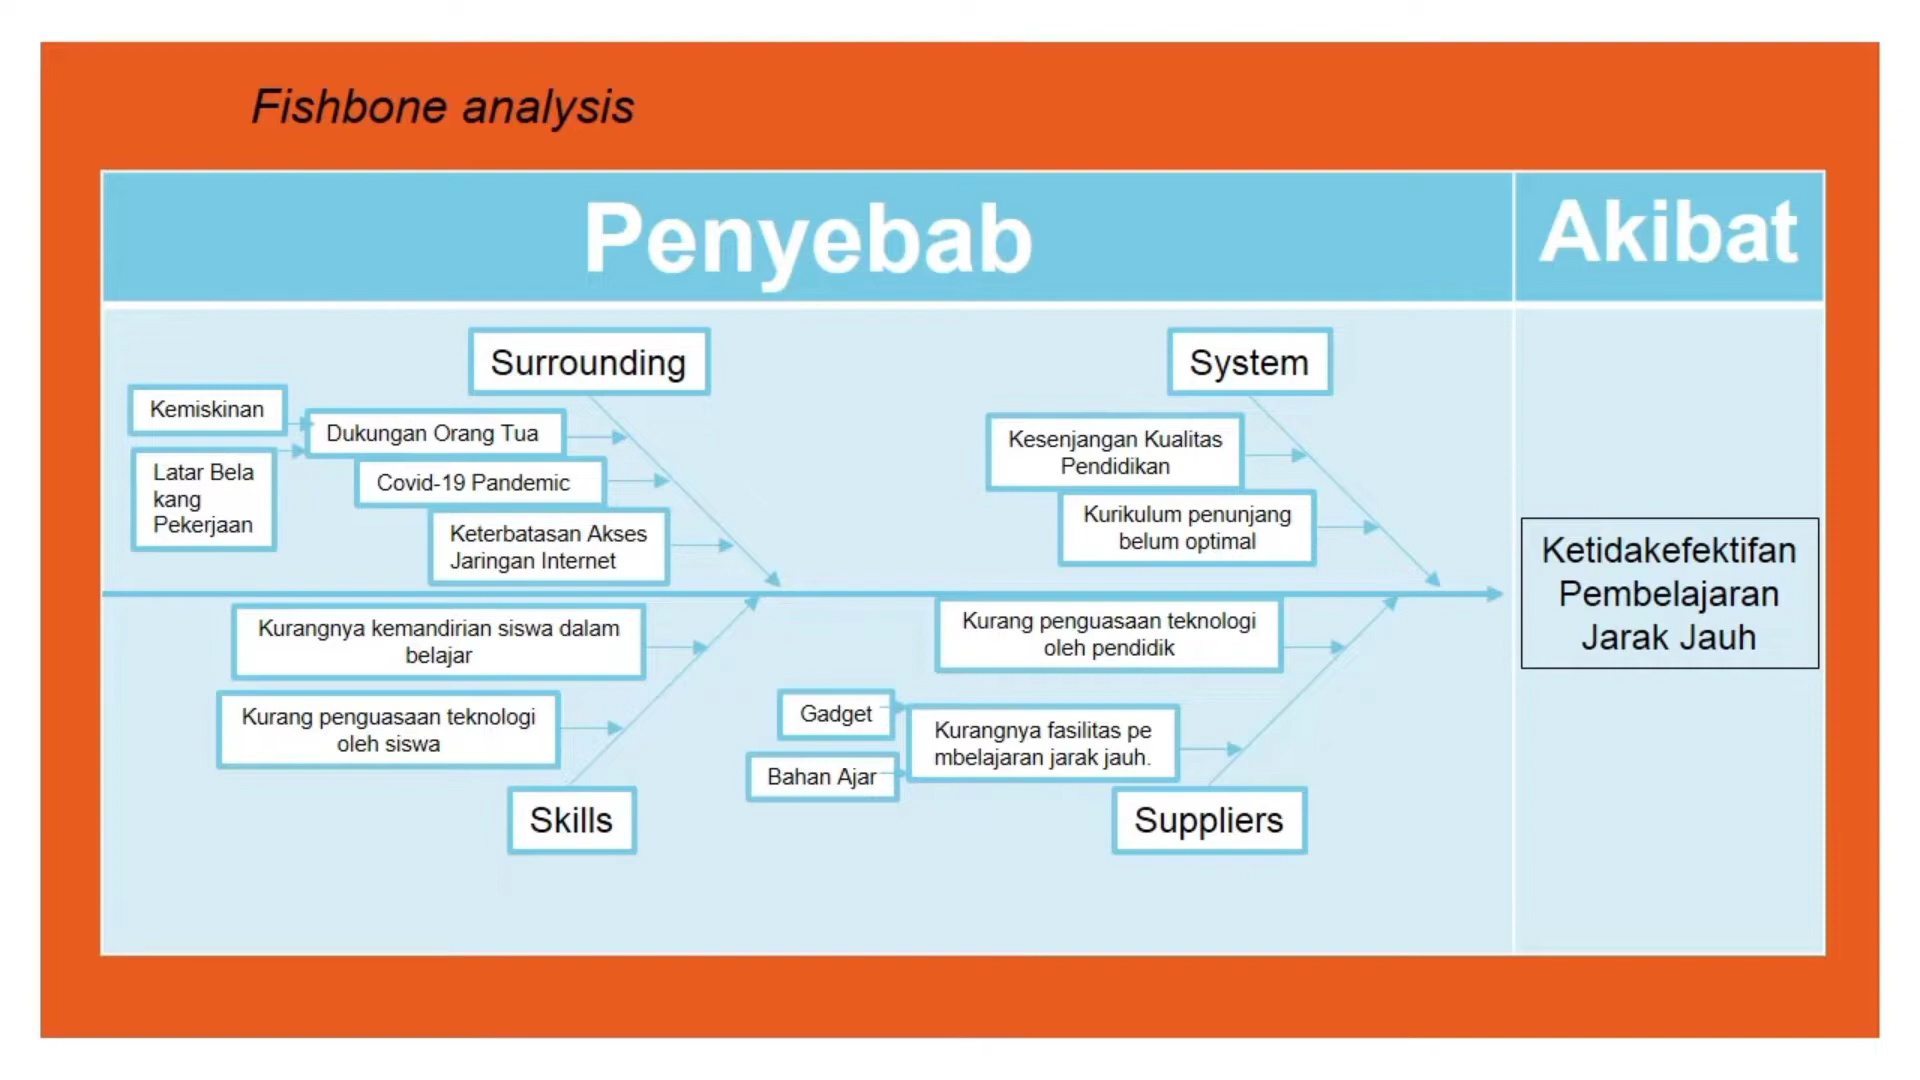 Fishbone analysis
Penyebab
Akibat
Surrounding
Kemiskinan
Dukungan Orang Tua
Latar Bela
kang
Pekerjaan
Covid-19 Pandemic
Keterbatasan Akses
Jaringan Internet
System
Kesenjangan Kualitas
Pendidikan
Kurikulum penunjang
belum optimal
Kurangnya kemandirian siswa dalam
belajar
Kurang penguasaan teknologi
oleh siswa
Skills
Kurang penguasaan teknologi
oleh pendidik
Gadget
Bahan Ajar
Kurangnya fasilitas pe
mbelajaran jarak jauh.
Suppliers
Ketidakefektifan
Pembelajaran
Jarak Jauh